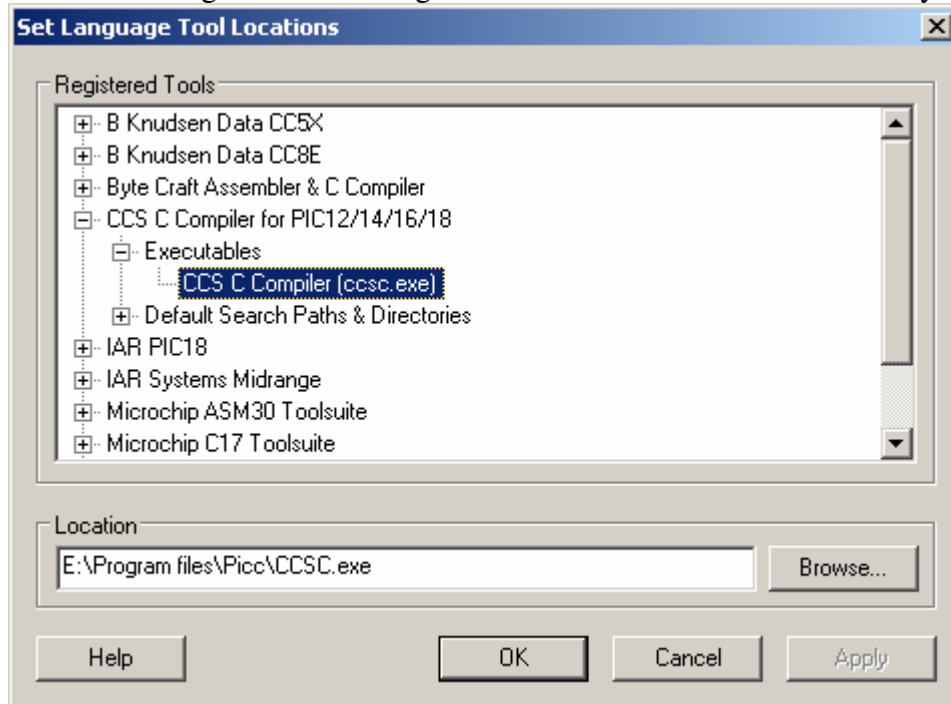 Set Language Tool Locations
Registered Tools
B Knudsen Data CC5X
B Knudsen Data CC8E
Byte Craft Assembler & C Compiler
CCS C Compiler for PIC12/14/16/18
Executables
CCS C Compiler (ccsc.exe)
Default Search Paths & Directories
IAR PIC18
IAR Systems Midrange
Microchip ASM30 Toolsuite
Microchip C17 Toolsuite
Location
E:\Program files\Picc\CCSC.exe
Browse...
Help
OK
Cancel
Apply